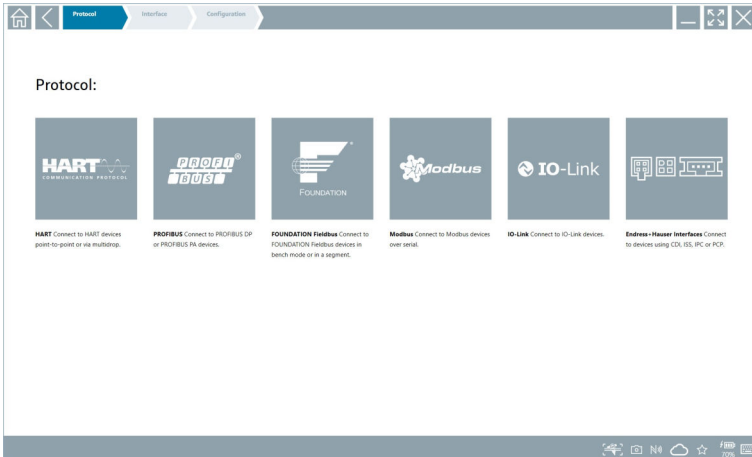 Protocol
Interface
Configuration
Protocol:
HART
COMMUNICATION PROTOCOL
PROFI
BUS
FOUNDATION
Modbus
IO-Link
HART Connect to HART devices
point-to-point or via multidrop.
PROFIBUS Connect to PROFIBUS DP
or PROFIBUS PA devices.
FOUNDATION Fieldbus Connect to
FOUNDATION Fieldbus devices in
bench mode or in a segment.
Modbus Connect to Modbus devices
over serial.
IO-Link Connect to IO-Link devices.
Endress+Hauser Interfaces Connect
to devices using CDI, ISS, IPC or PCP.
70%